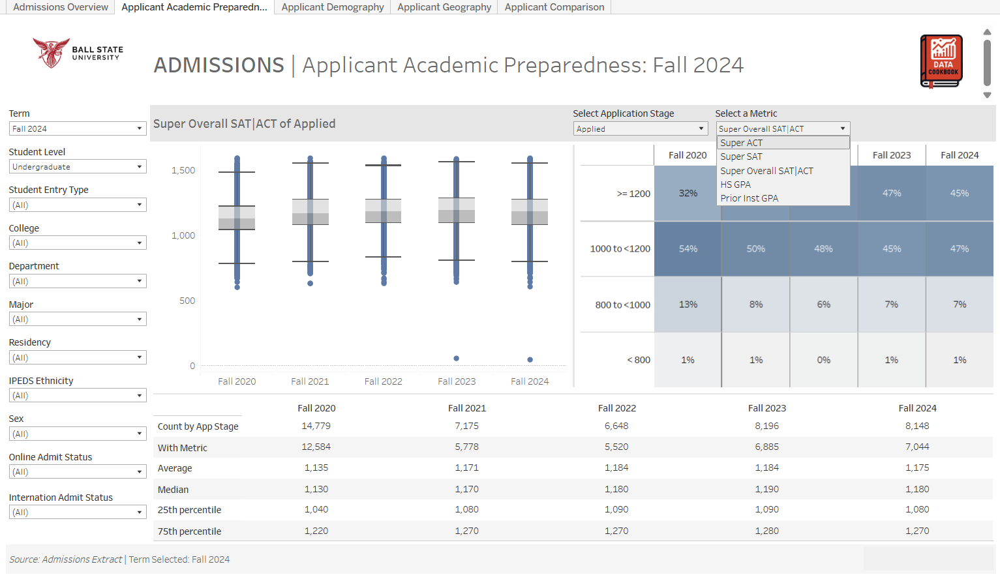 Admissions Overview
Applicant Academic Preparedn...
Applicant Demography
Applicant Geography
Applicant Comparison
BALL STATE
UNIVERSITY
ADMISSIONS | Applicant Academic Preparedness: Fall 2024
DATA
COOKBOOK
Term
Fall 2024
Student Level
Undergraduate
Student Entry Type
(All)
College
(All)
Department
(All)
Major
(All)
Residency
(All)
IPEDS Ethnicity
(All)
Sex
(All)
Online Admit Status
(All)
Internation Admit Status
(All)
Super Overall SAT|ACT of Applied
Select Application Stage
Applied
Select a Metric
Super Overall SAT|ACT
Super ACT
Super SAT
Super Overall SAT|ACT
HS GPA
Prior Inst GPA
1,500
1,000
500
0
Fall 2020 Fall 2021 Fall 2022 Fall 2023 Fall 2024
Fall 2020 Fall 2023 Fall 2024
>= 1200 32% 47% 45%
1000 to <1200 54% 50% 48% 45% 47%
800 to <1000 13% 8% 6% 7% 7%
< 800 1% 1% 0% 1% 1%
Fall 2020 Fall 2021 Fall 2022 Fall 2023 Fall 2024
Count by App Stage 14,779 7,175 6,648 8,196 8,148
With Metric 12,584 5,778 5,520 6,885 7,044
Average 1,135 1,171 1,184 1,184 1,175
Median 1,130 1,170 1,180 1,190 1,180
25th percentile 1,040 1,080 1,090 1,090 1,080
75th percentile 1,220 1,270 1,270 1,280 1,270
Source: Admissions Extract | Term Selected: Fall 2024